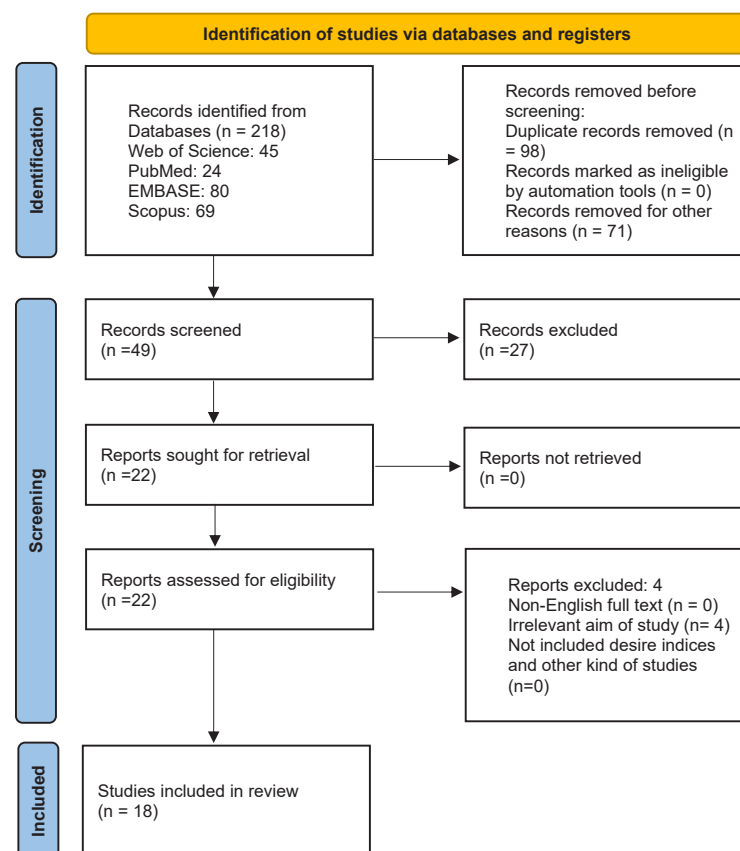 Identification of studies via databases and registers
Identification
Records identified from
Databases (n = 218)
Web of Science: 45
PubMed: 24
EMBASE: 80
Scopus: 69
Records removed before
screening:
Duplicate records removed (n
= 98)
Records marked as ineligible
by automation tools (n = 0)
Records removed for other
reasons (n = 71)
Screening
Records screened
(n =49)
Records excluded
(n =27)
Reports sought for retrieval
(n =22)
Reports not retrieved
(n =0)
Reports assessed for eligibility
(n =22)
Reports excluded: 4
Non-English full text (n = 0)
Irrelevant aim of study (n= 4)
Not included desire indices
and other kind of studies
(n=0)
Included
Studies included in review
(n = 18)